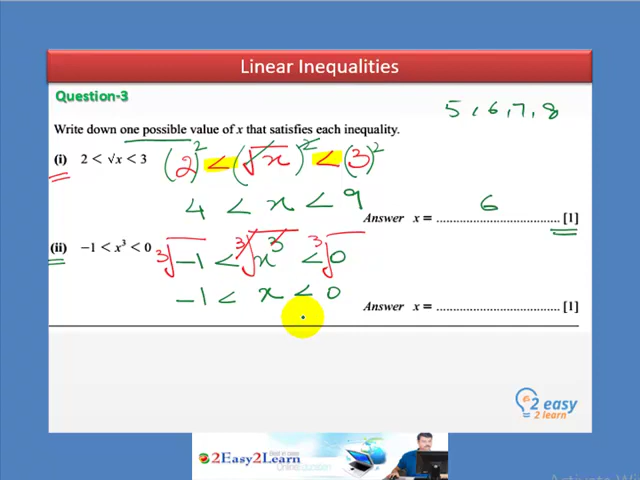 Linear Inequalities
Question-3
5, 6, 7, 8
Write down one possible value of x that satisfies each inequality.
(i) 2 < √x < 3 (2)² < (√x)² < (3)²
4 < x < 9
6
Answer x = ........................................ [1]
(ii) −1 < x³ < 0 ∛−1 < ∛x³ < ∛0
−1 < x < 0
Answer x = ........................................ [1]
2 easy
2 learn
2Easy2Learn